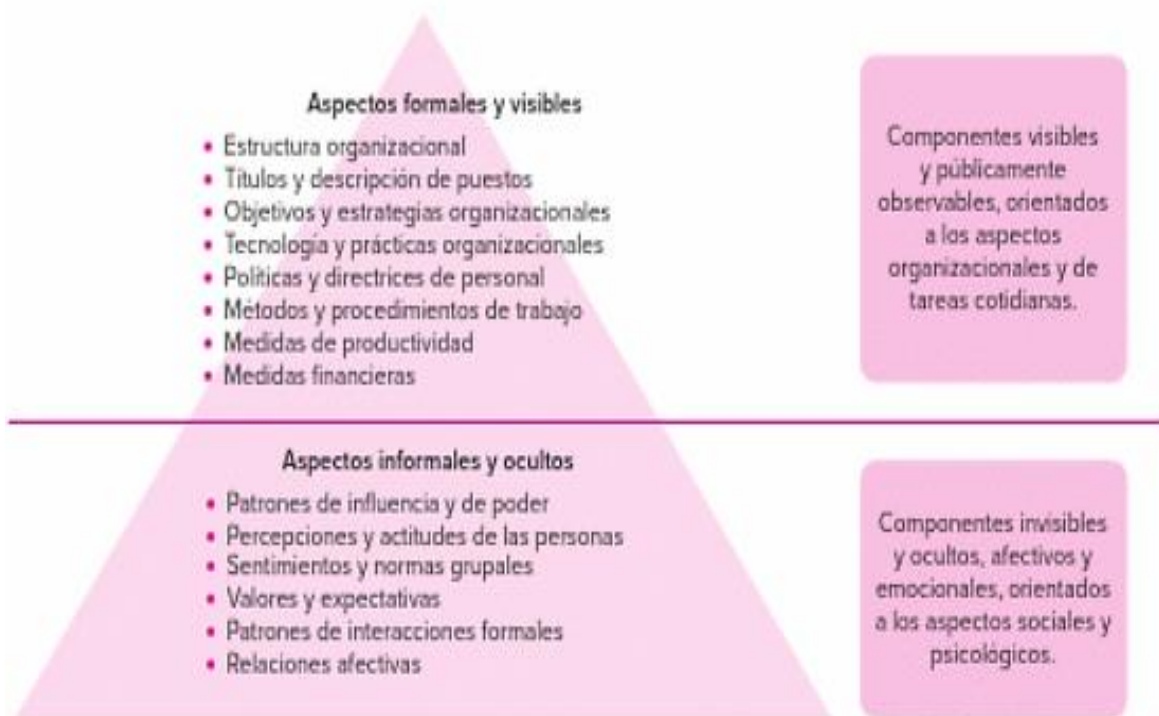 Aspectos formales y visibles
• Estructura organizacional
• Títulos y descripción de puestos
• Objetivos y estrategias organizacionales
• Tecnología y prácticas organizacionales
• Políticas y directrices de personal
• Métodos y procedimientos de trabajo
• Medidas de productividad
• Medidas financieras
Componentes visibles
y públicamente
observables, orientados
a los aspectos
organizacionales y de
tareas cotidianas.
Aspectos informales y ocultos
• Patrones de influencia y de poder
• Percepciones y actitudes de las personas
• Sentimientos y normas grupales
• Valores y expectativas
• Patrones de interacciones formales
• Relaciones afectivas
Componentes invisibles
y ocultos, afectivos y
emocionales, orientados
a los aspectos sociales y
psicológicos.